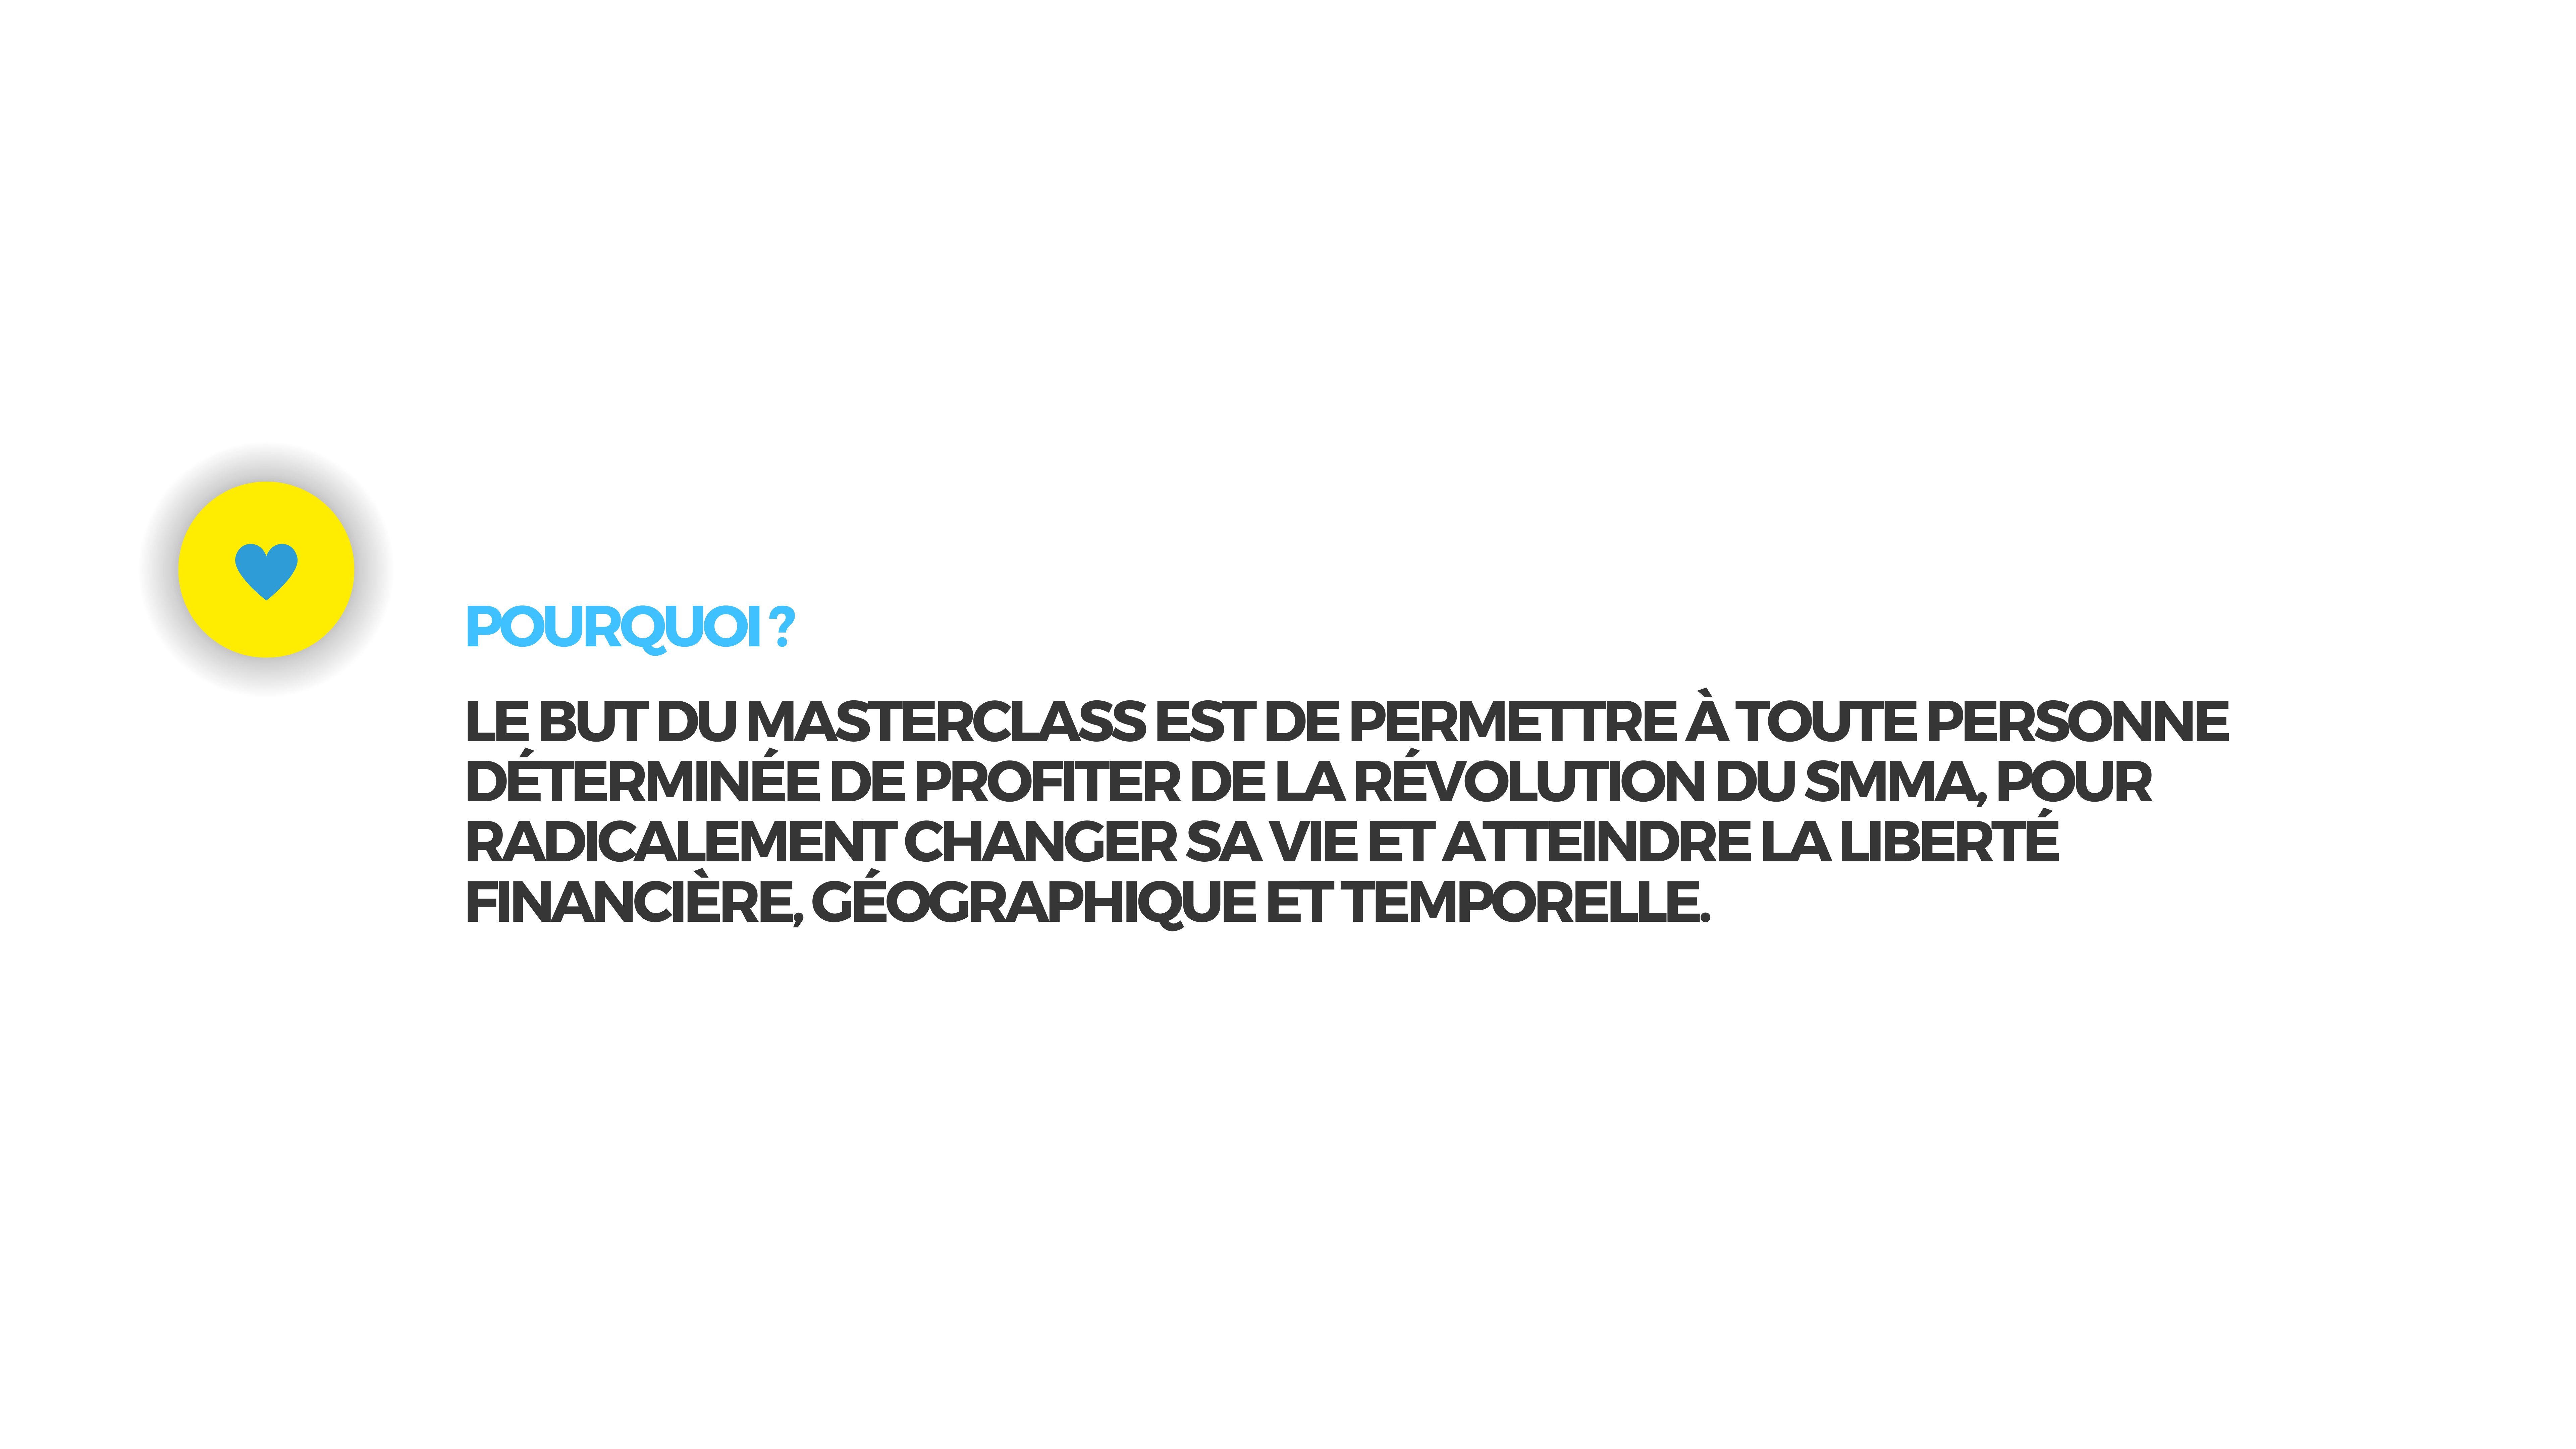 POURQUOI ?
LE BUT DU MASTERCLASS EST DE PERMETTRE À TOUTE PERSONNE
DÉTERMINÉE DE PROFITER DE LA RÉVOLUTION DU SMMA, POUR
RADICALEMENT CHANGER SA VIE ET ATTEINDRE LA LIBERTÉ
FINANCIÈRE, GÉOGRAPHIQUE ET TEMPORELLE.